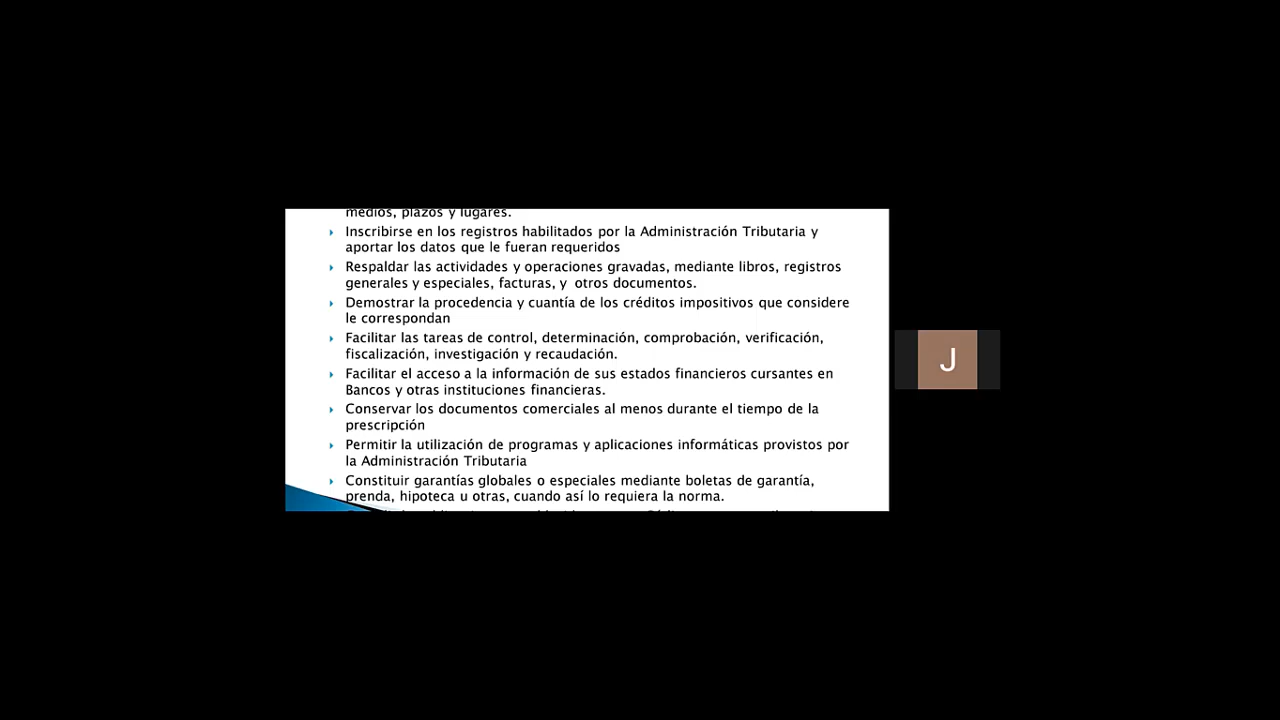 medios, plazos y lugares.
Inscribirse en los registros habilitados por la Administración Tributaria y
aportar los datos que le fueran requeridos
Respaldar las actividades y operaciones gravadas, mediante libros, registros
generales y especiales, facturas, y otros documentos.
Demostrar la procedencia y cuantía de los créditos impositivos que considere
le correspondan
Facilitar las tareas de control, determinación, comprobación, verificación,
fiscalización, investigación y recaudación.
Facilitar el acceso a la información de sus estados financieros cursantes en
Bancos y otras instituciones financieras.
Conservar los documentos comerciales al menos durante el tiempo de la
prescripción
Permitir la utilización de programas y aplicaciones informáticas provistos por
la Administración Tributaria
Constituir garantías globales o especiales mediante boletas de garantía,
prenda, hipoteca u otras, cuando así lo requiera la norma.
J